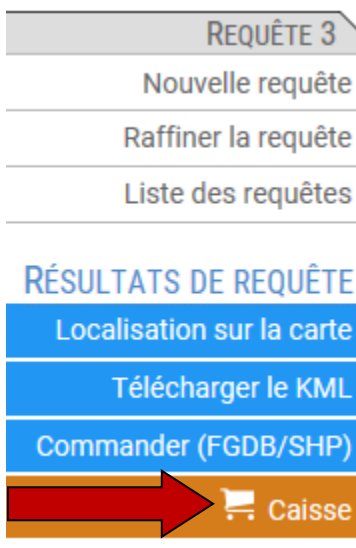 REQUÊTE 3
Nouvelle requête
Raffiner la requête
Liste des requêtes
RÉSULTATS DE REQUÊTE
Localisation sur la carte
Télécharger le KML
Commander (FGDB/SHP)
Caisse